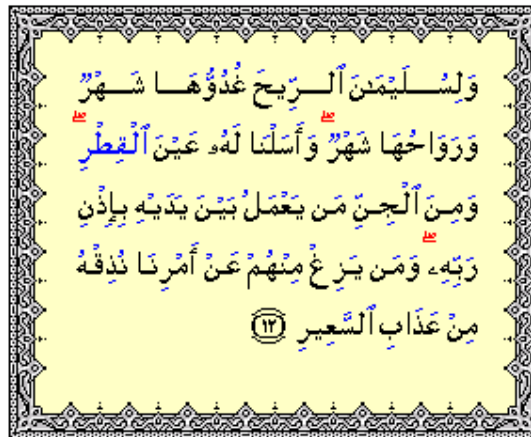 وَلِسُلَيْمَٰنَ ٱلرِّيحَ غُدُوُّهَا شَهْرٌ
وَرَوَاحُهَا شَهْرٌ ۖ وَأَسَلْنَا لَهُۥ عَيْنَ ٱلْقِطْرِ ۖ
وَمِنَ ٱلْجِنِّ مَن يَعْمَلُ بَيْنَ يَدَيْهِ بِإِذْنِ
رَبِّهِۦ ۖ وَمَن يَزِغْ مِنْهُمْ عَنْ أَمْرِنَا نُذِقْهُ
مِنْ عَذَابِ ٱلسَّعِيرِ ١٢